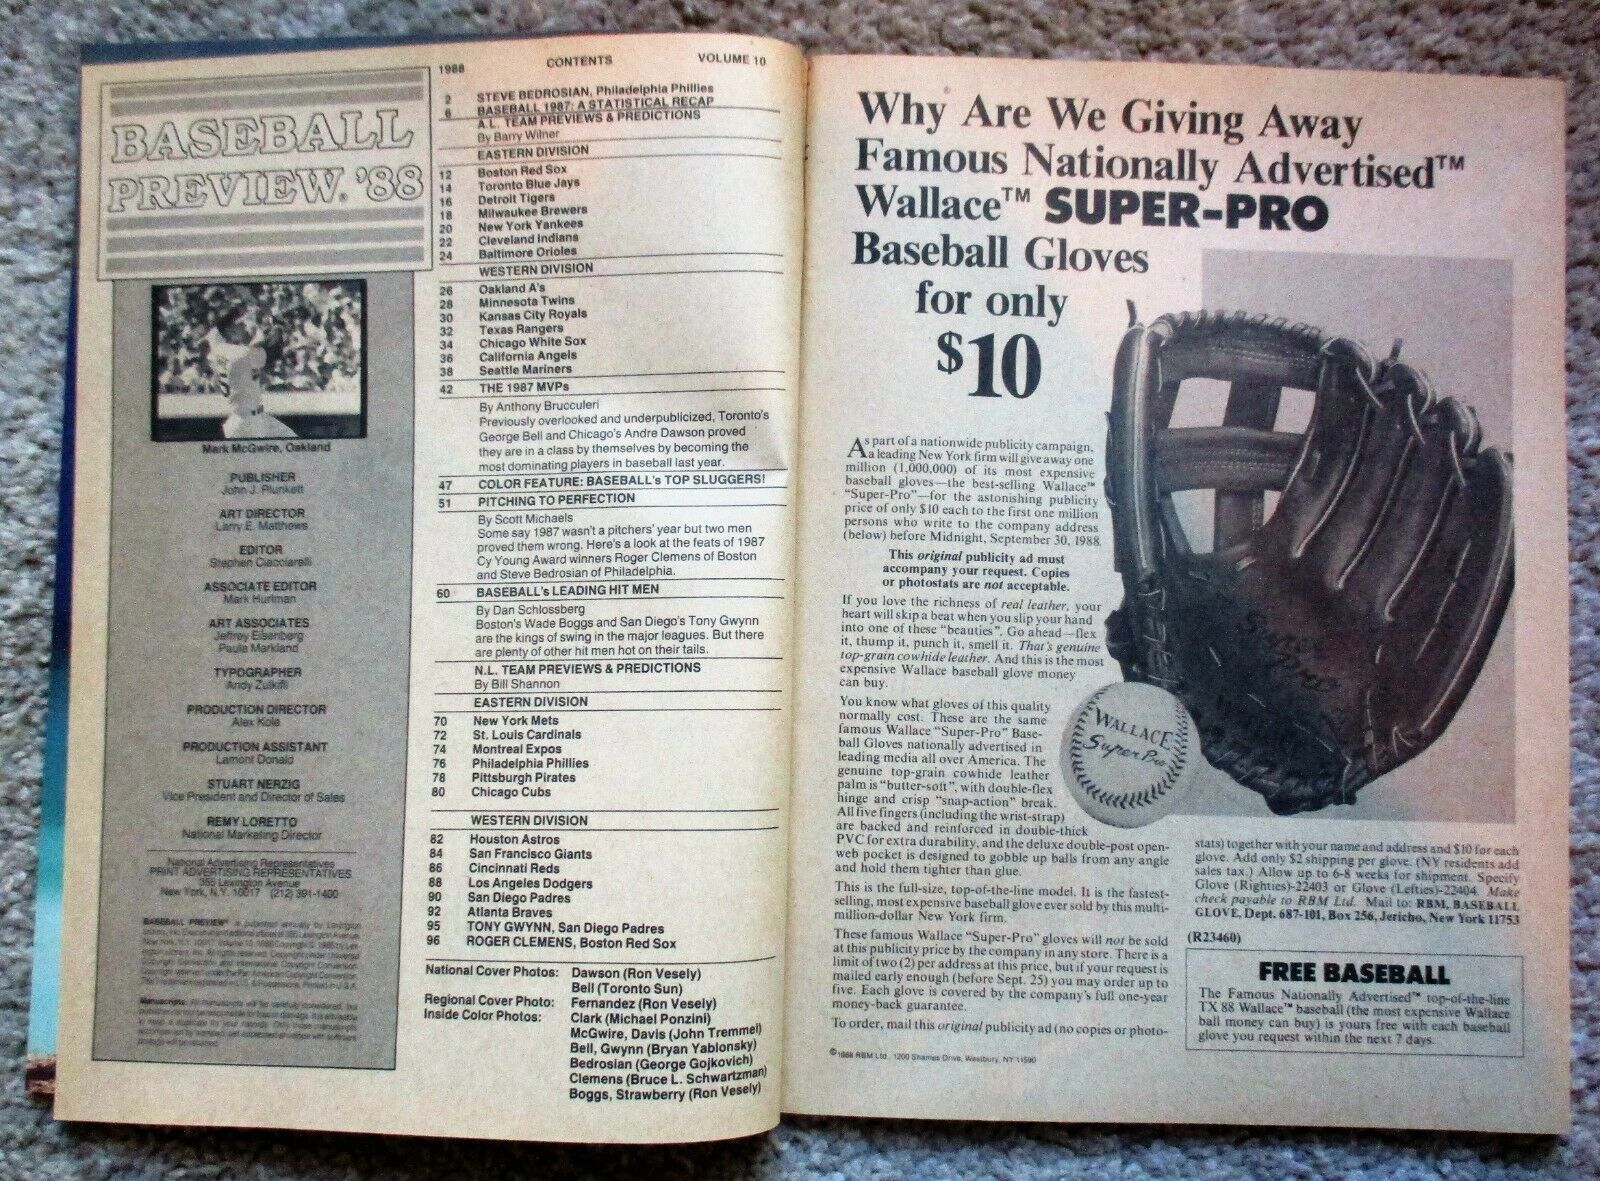 BASEBALL
PREVIEW. '88
Mark McGwire, Oakland
PUBLISHER
John J. Plunkett
ART DIRECTOR
Larry E. Matthews
EDITOR
Stephen Ciacciarelli
ASSOCIATE EDITOR
Mark Hurlman
ART ASSOCIATES
Jeffrey Eisenberg
Paula Markland
TYPOGRAPHER
Andy Zulkifli
PRODUCTION DIRECTOR
Alex Kole
PRODUCTION ASSISTANT
Lamont Donald
STUART NERZIG
Vice President and Director of Sales
REMY LORETTO
National Marketing Director
National Advertising Representatives
PRINT ADVERTISING REPRESENTATIVES
355 Lexington Avenue
New York, N.Y. 10017 (212) 391-1400
1988 CONTENTS VOLUME 10
2 STEVE BEDROSIAN, Philadelphia Phillies
6 BASEBALL 1987: A STATISTICAL RECAP
A.L. TEAM PREVIEWS & PREDICTIONS
By Barry Wilner
EASTERN DIVISION
12 Boston Red Sox
14 Toronto Blue Jays
16 Detroit Tigers
18 Milwaukee Brewers
20 New York Yankees
22 Cleveland Indians
24 Baltimore Orioles
WESTERN DIVISION
26 Oakland A's
28 Minnesota Twins
30 Kansas City Royals
32 Texas Rangers
34 Chicago White Sox
36 California Angels
38 Seattle Mariners
42 THE 1987 MVPs
By Anthony Brucculeri
Previously overlooked and underpublicized, Toronto's
George Bell and Chicago's Andre Dawson proved
they are in a class by themselves by becoming the
most dominating players in baseball last year.
47 COLOR FEATURE: BASEBALL's TOP SLUGGERS!
51 PITCHING TO PERFECTION
By Scott Michaels
Some say 1987 wasn't a pitchers' year but two men
proved them wrong. Here's a look at the feats of 1987
Cy Young Award winners Roger Clemens of Boston
and Steve Bedrosian of Philadelphia.
60 BASEBALL's LEADING HIT MEN
By Dan Schlossberg
Boston's Wade Boggs and San Diego's Tony Gwynn
are the kings of swing in the major leagues. But there
are plenty of other hit men hot on their tails.
N.L. TEAM PREVIEWS & PREDICTIONS
By Bill Shannon
EASTERN DIVISION
70 New York Mets
72 St. Louis Cardinals
74 Montreal Expos
76 Philadelphia Phillies
78 Pittsburgh Pirates
80 Chicago Cubs
WESTERN DIVISION
82 Houston Astros
84 San Francisco Giants
86 Cincinnati Reds
88 Los Angeles Dodgers
90 San Diego Padres
92 Atlanta Braves
95 TONY GWYNN, San Diego Padres
96 ROGER CLEMENS, Boston Red Sox
National Cover Photos: Dawson (Ron Vesely)
Bell (Toronto Sun)
Regional Cover Photo: Fernandez (Ron Vesely)
Inside Color Photos: Clark (Michael Ponzini)
McGwire, Davis (John Tremmel)
Bell, Gwynn (Bryan Yablonsky)
Bedrosian (George Gojkovich)
Clemens (Bruce L. Schwartzman)
Boggs, Strawberry (Ron Vesely)
Why Are We Giving Away
Famous Nationally Advertised™
Wallace™ SUPER-PRO
Baseball Gloves
for only
$10
As part of a nationwide publicity campaign,
a leading New York firm will give away one
million (1,000,000) of its most expensive
baseball gloves—the best-selling Wallace™
"Super-Pro"—for the astonishing publicity
price of only $10 each to the first one million
persons who write to the company address
(below) before Midnight, September 30, 1988.
This original publicity ad must
accompany your request. Copies
or photostats are not acceptable.
If you love the richness of real leather, your
heart will skip a beat when you slip your hand
into one of these "beauties". Go ahead—flex
it, thump it, punch it, smell it. That's genuine
top-grain cowhide leather. And this is the most
expensive Wallace baseball glove money
can buy.
You know what gloves of this quality
normally cost. These are the same
famous Wallace "Super-Pro" Base-
ball Gloves nationally advertised in
leading media all over America. The
genuine top-grain cowhide leather
palm is "butter-soft", with double-flex
hinge and crisp "snap-action" break.
All five fingers (including the wrist-strap)
are backed and reinforced in double-thick
PVC for extra durability, and the deluxe double-post open-
web pocket is designed to gobble up balls from any angle
and hold them tighter than glue.
This is the full-size, top-of-the-line model. It is the fastest-
selling, most expensive baseball glove ever sold by this multi-
million-dollar New York firm.
These famous Wallace "Super-Pro" gloves will not be sold
at this publicity price by the company in any store. There is a
limit of two (2) per address at this price, but if your request is
mailed early enough (before Sept. 25) you may order up to
five. Each glove is covered by the company's full one-year
money-back guarantee.
To order, mail this original publicity ad (no copies or photo-
© 1988 RBM Ltd., 1200 Shames Drive, Westbury, NY 11590
WALLACE
Super Pro
stats) together with your name and address and $10 for each
glove. Add only $2 shipping per glove. (NY residents add
sales tax.) Allow up to 6-8 weeks for shipment. Specify
Glove (Righties)-22403 or Glove (Lefties)-22404. Make
check payable to RBM Ltd. Mail to: RBM, BASEBALL
GLOVE, Dept. 687-101, Box 256, Jericho, New York 11753
(R23460)
FREE BASEBALL
The Famous Nationally Advertised™ top-of-the-line
TX 88 Wallace™ baseball (the most expensive Wallace
ball money can buy) is yours free with each baseball
glove you request within the next 7 days.